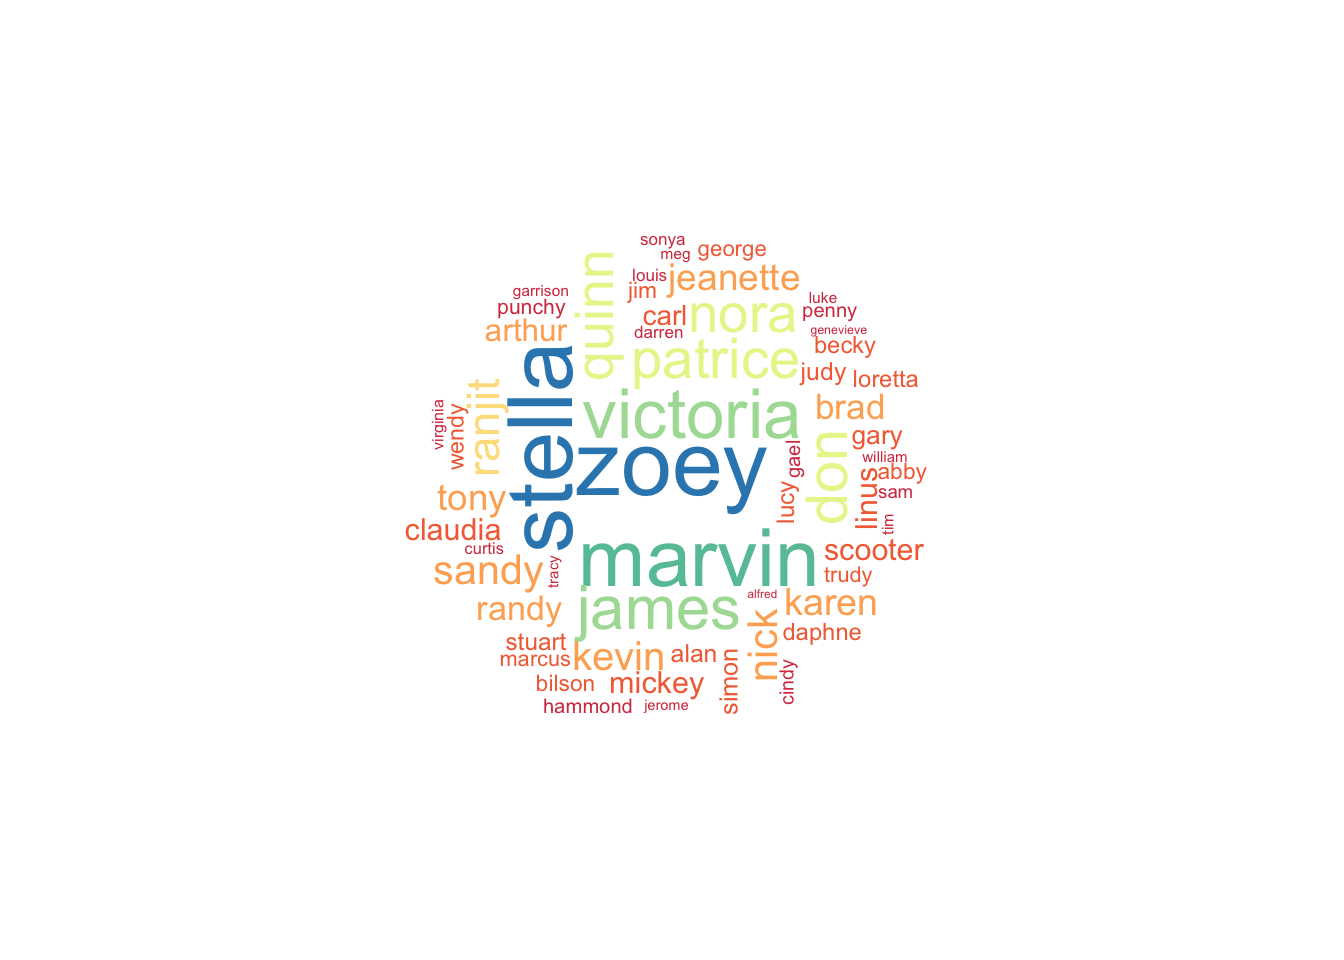 sonya
meg
george
louis
jeanette
jim
garrison
punchy
arthur
quinn
carl
nora
darren
patrice
luke
penny
genevieve
becky
judy
loretta
stella
victoria
zoey
ranjit
wendy
virginia
brad
don
gary
william
abby
gael
lucy
linus
sam
tim
tony
claudia
curtis
sandy
tracy
marvin
scooter
trudy
james
alfred
karen
randy
nick
daphne
stuart
marcus
kevin
alan
simon
cindy
bilson
mickey
hammond
jerome